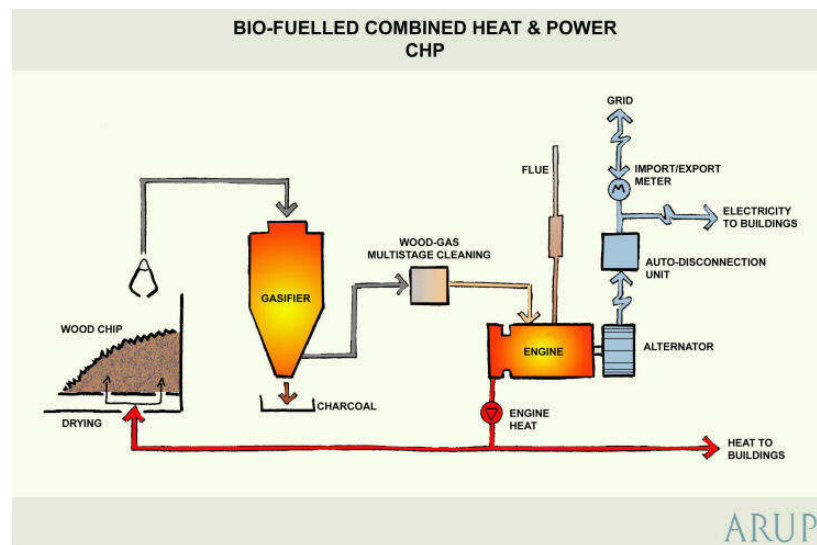 BIO-FUELLED COMBINED HEAT & POWER
CHP
GRID
FLUE
IMPORT/EXPORT
METER
M
ELECTRICITY
TO BUILDINGS
WOOD-GAS
MULTISTAGE CLEANING
AUTO-DISCONNECTION
UNIT
GASIFIER
WOOD CHIP
ENGINE
ALTERNATOR
CHARCOAL
DRYING
ENGINE
HEAT
HEAT TO
BUILDINGS
ARUP